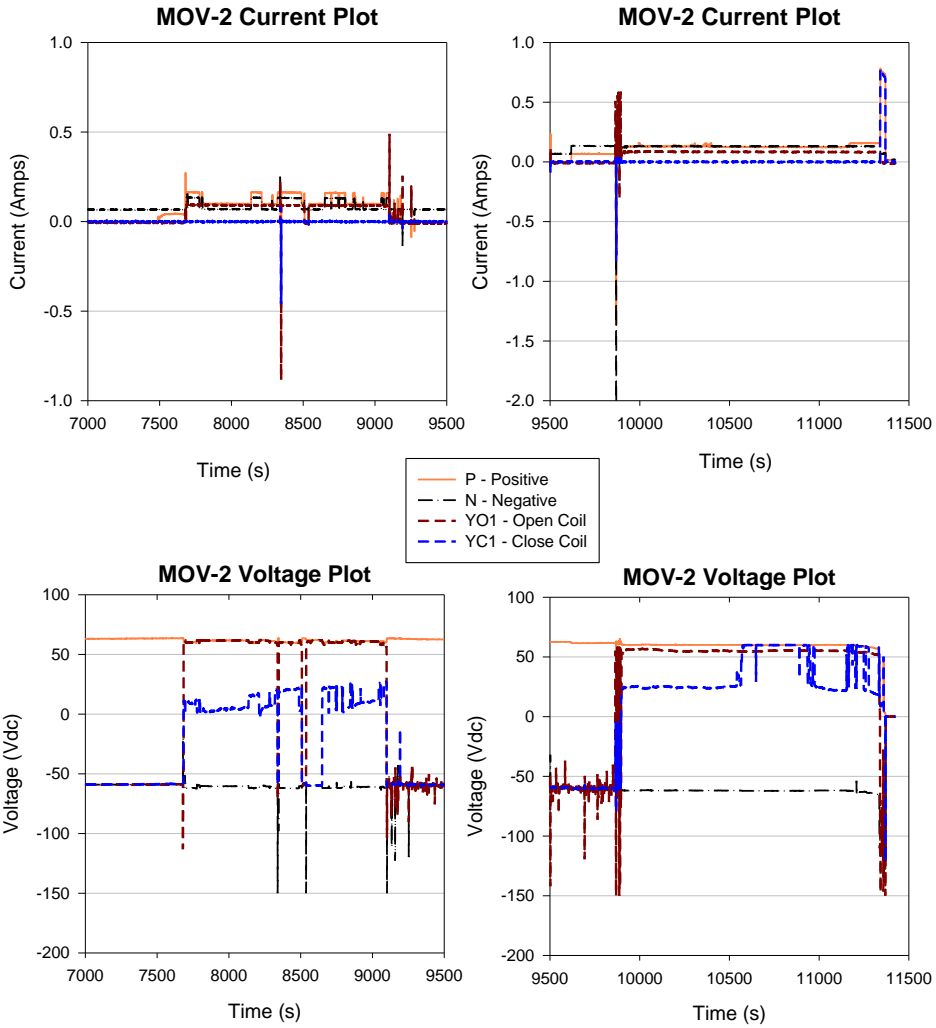 MOV-2 Current Plot
1.0
0.5
0.0
-0.5
-1.0
Current (Amps)
7000 7500 8000 8500 9000 9500
Time (s)
MOV-2 Current Plot
1.0
0.5
0.0
-0.5
-1.0
-1.5
-2.0
Current (Amps)
9500 10000 10500 11000 11500
Time (s)
P - Positive
N - Negative
YO1 - Open Coil
YC1 - Close Coil
MOV-2 Voltage Plot
100
50
0
-50
-100
-150
-200
Voltage (Vdc)
7000 7500 8000 8500 9000 9500
Time (s)
MOV-2 Voltage Plot
100
50
0
-50
-100
-150
-200
Voltage (Vdc)
9500 10000 10500 11000 11500
Time (s)